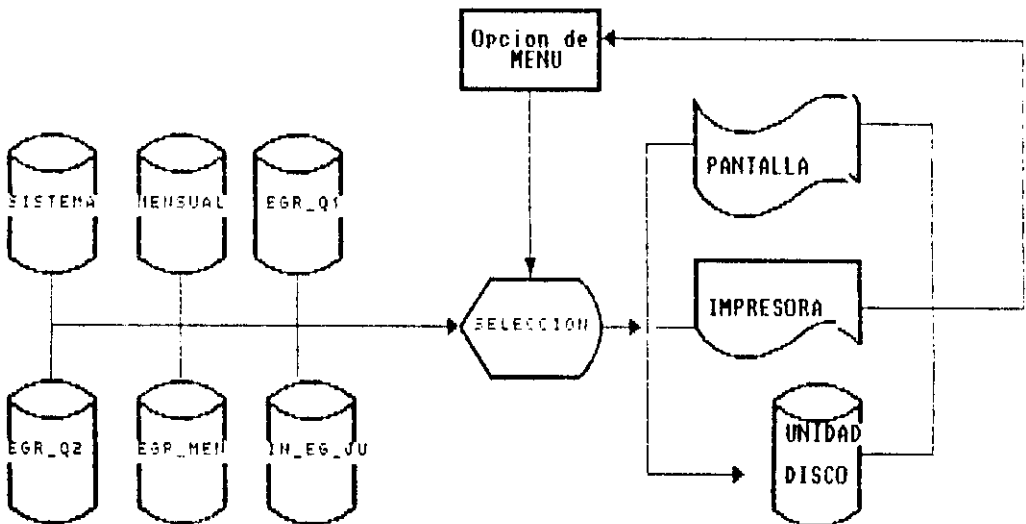 Opcion de
MENU
PANTALLA
SISTEMA
MENSUAL
EGR_Q1
SELECCION
IMPRESORA
EGR_Q2
EGR_MEN
IN_EG_JU
UNIDAD
DISCO